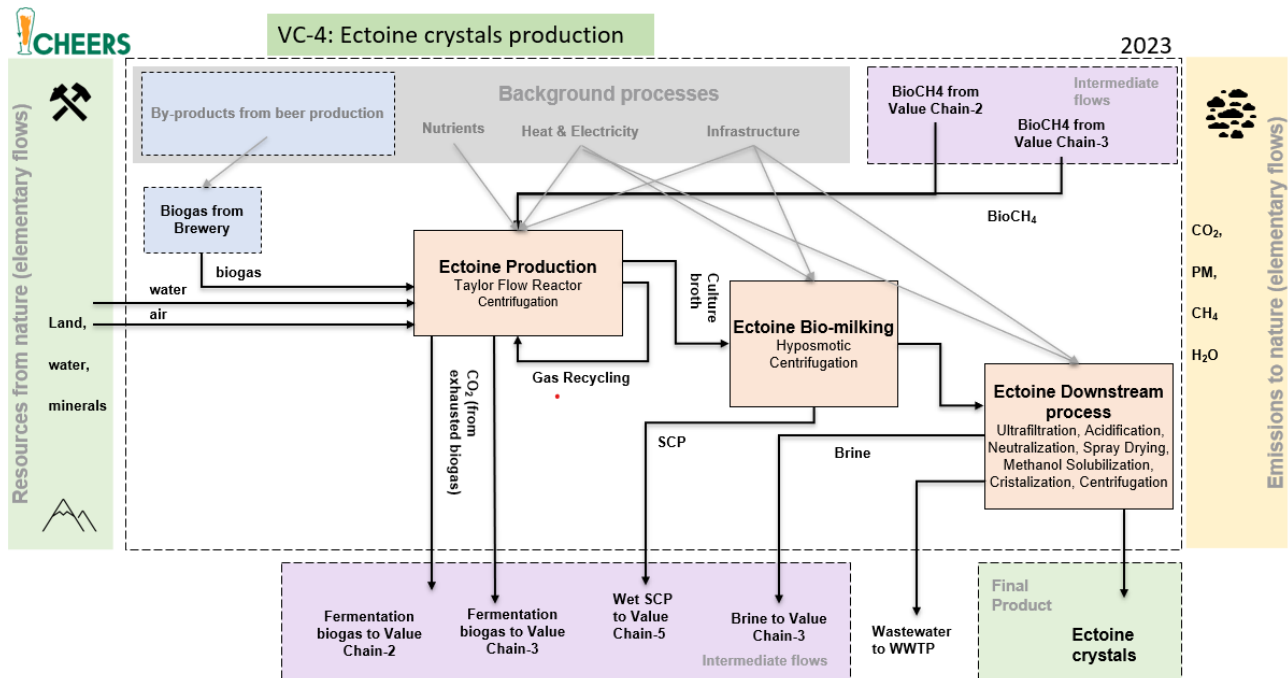 CHEERS
VC-4: Ectoine crystals production
2023
Resources from nature (elementary flows)
Land,
water,
minerals
By-products from beer production
Background processes
Nutrients
Heat & Electricity
Infrastructure
BioCH4 from
Value Chain-2
Intermediate
flows
BioCH4 from
Value Chain-3
BioCH₄
Biogas from
Brewery
biogas
water
air
Ectoine Production
Taylor Flow Reactor
Centrifugation
Culture
broth
Gas Recycling
CO₂ (from
exhausted biogas)
Ectoine Bio-milking
Hyposmotic
Centrifugation
SCP
Brine
Ectoine Downstream
process
Ultrafiltration, Acidification,
Neutralization, Spray Drying,
Methanol Solubilization,
Cristalization, Centrifugation
Emissions to nature (elementary flows)
CO₂,
PM,
CH₄
H₂O
Fermentation
biogas to Value
Chain-2
Fermentation
biogas to Value
Chain-3
Wet SCP
to Value
Chain-5
Brine to Value
Chain-3
Intermediate flows
Wastewater
to WWTP
Final
Product
Ectoine
crystals